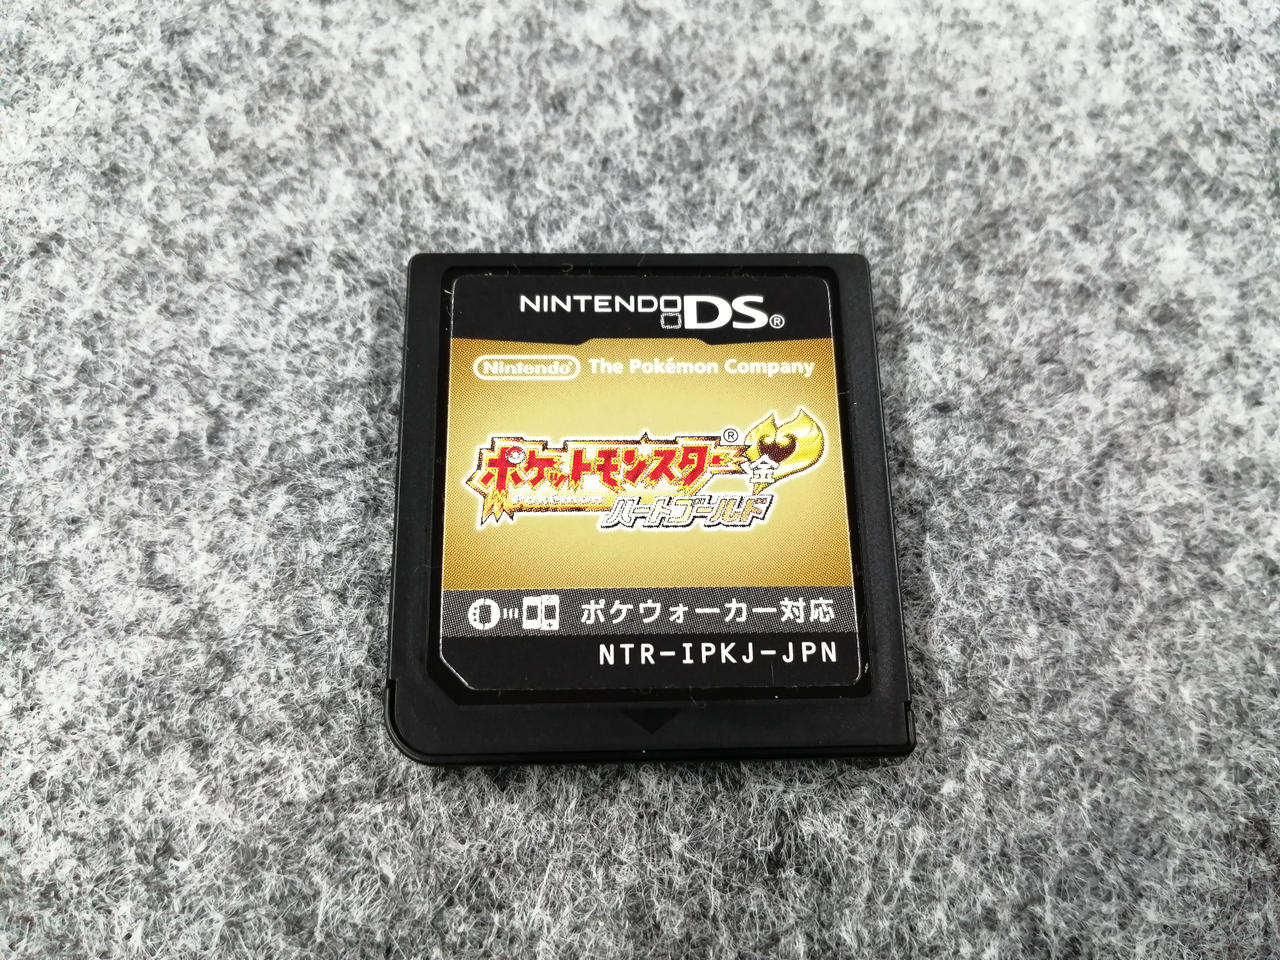 NINTENDO DS®
Nintendo® The Pokémon Company
ポケットモンスター®
金
Pokémon
ハートゴールド
ポケウォーカー対応
NTR-IPKJ-JPN